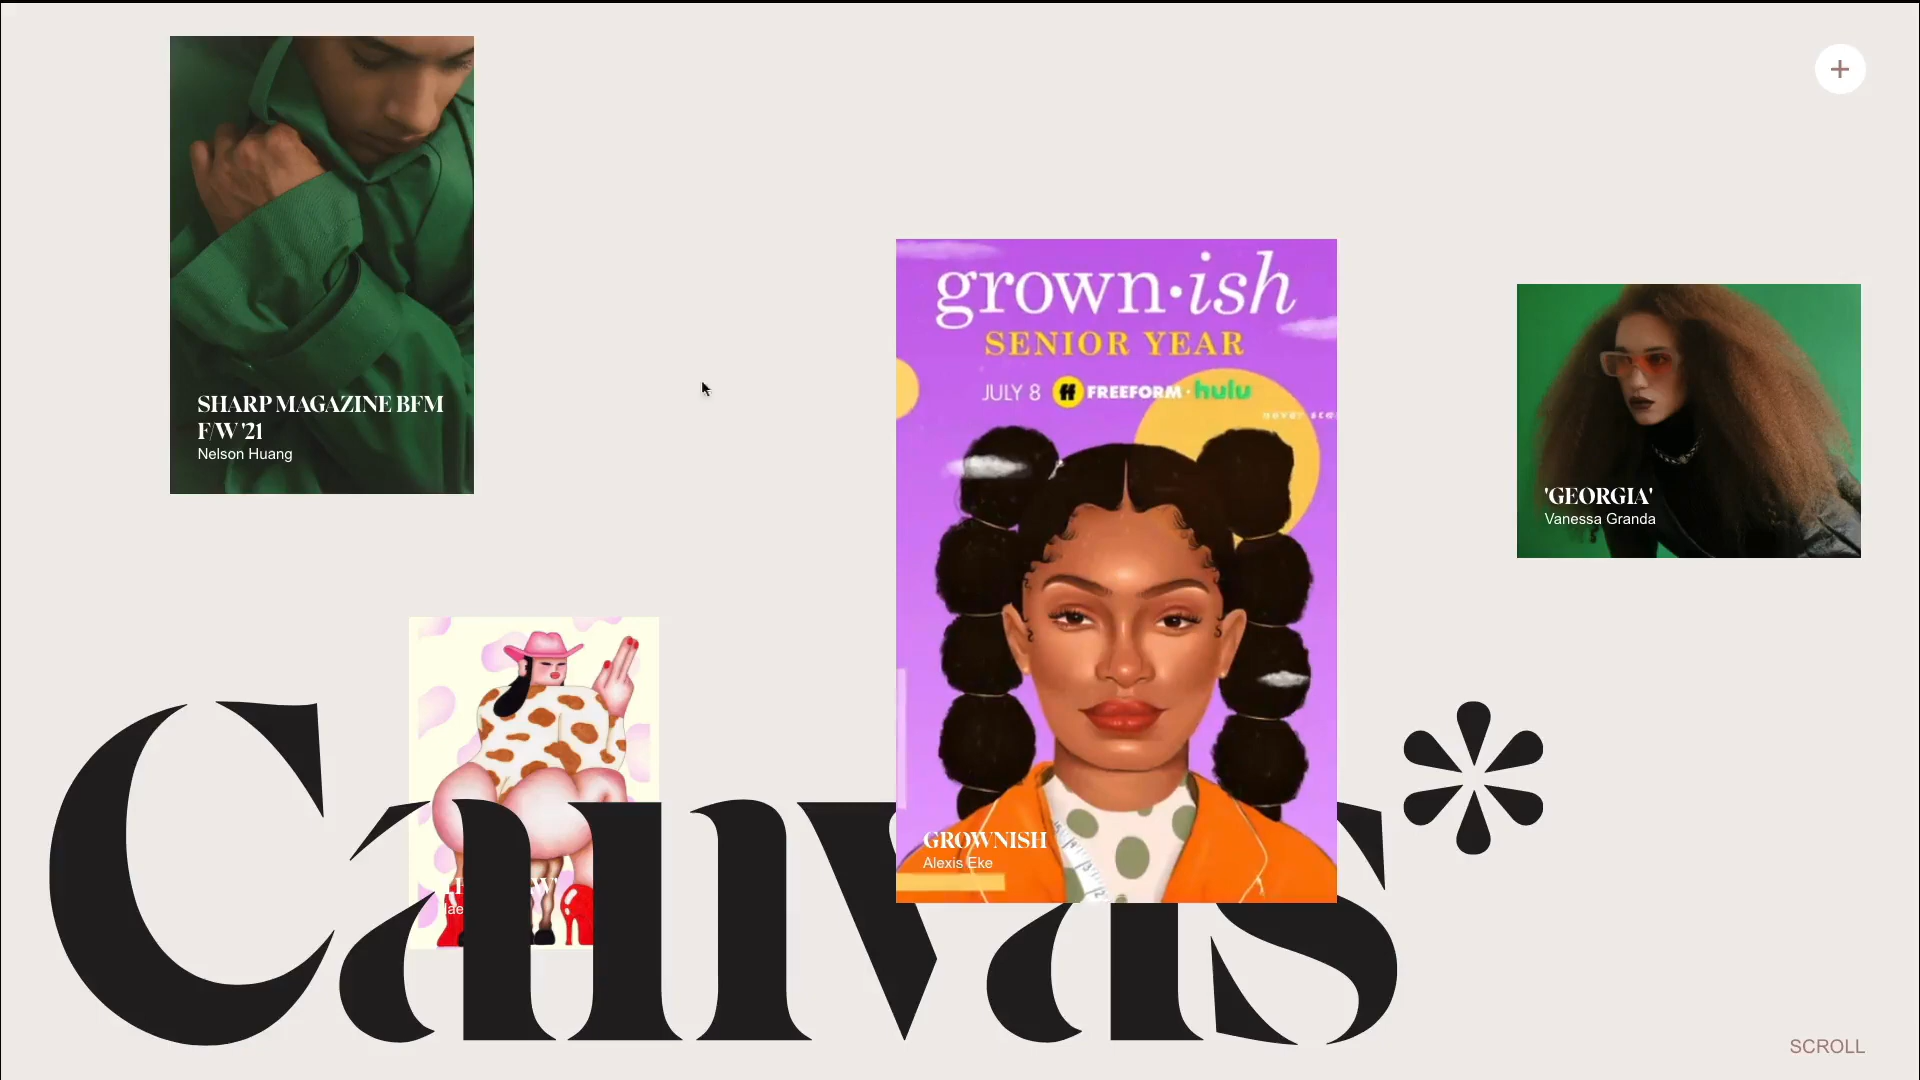 SHARP MAGAZINE BFM
F/W '21
Nelson Huang
grown·ish
SENIOR YEAR
JULY 8 ff FREEFORM · hulu
'GEORGIA'
Vanessa Granda
GROWNISH
Alexis Eke
Canvas*
SCROLL